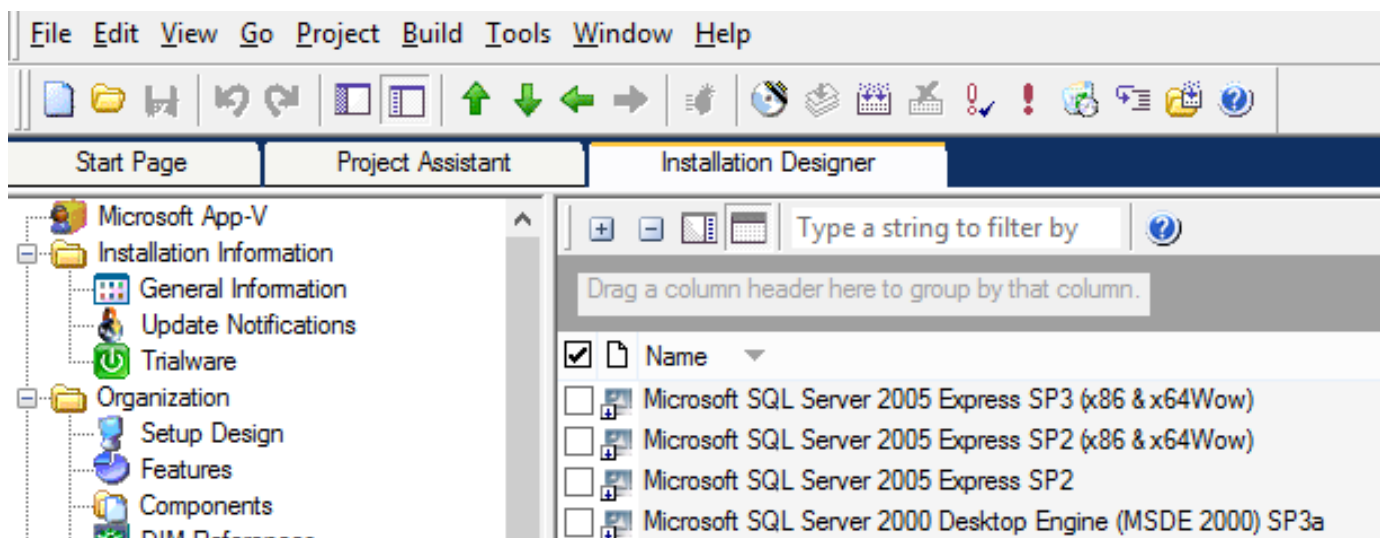 File Edit View Go Project Build Tools Window Help
Start Page Project Assistant Installation Designer
Microsoft App-V
Installation Information
General Information
Update Notifications
Trialware
Organization
Setup Design
Features
Components
DIM References
Type a string to filter by
Drag a column header here to group by that column.
Name
Microsoft SQL Server 2005 Express SP3 (x86 & x64Wow)
Microsoft SQL Server 2005 Express SP2 (x86 & x64Wow)
Microsoft SQL Server 2005 Express SP2
Microsoft SQL Server 2000 Desktop Engine (MSDE 2000) SP3a